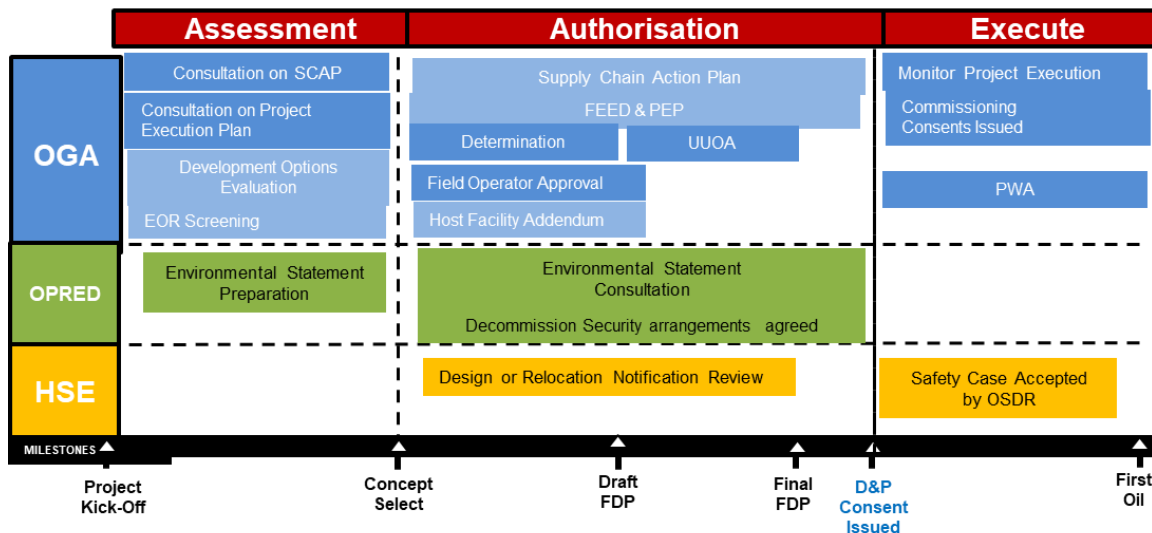 Assessment
Authorisation
Execute
OGA
Consultation on SCAP
Consultation on Project
Execution Plan
Development Options
Evaluation
EOR Screening
Supply Chain Action Plan
FEED & PEP
Determination
UUOA
Field Operator Approval
Host Facility Addendum
Monitor Project Execution
Commissioning
Consents Issued
PWA
OPRED
Environmental Statement
Preparation
Environmental Statement
Consultation
Decommission Security arrangements agreed
HSE
Design or Relocation Notification Review
Safety Case Accepted
by OSDR
MILESTONES
Project
Kick-Off
Concept
Select
Draft
FDP
Final
FDP
D&P
Consent
Issued
First
Oil